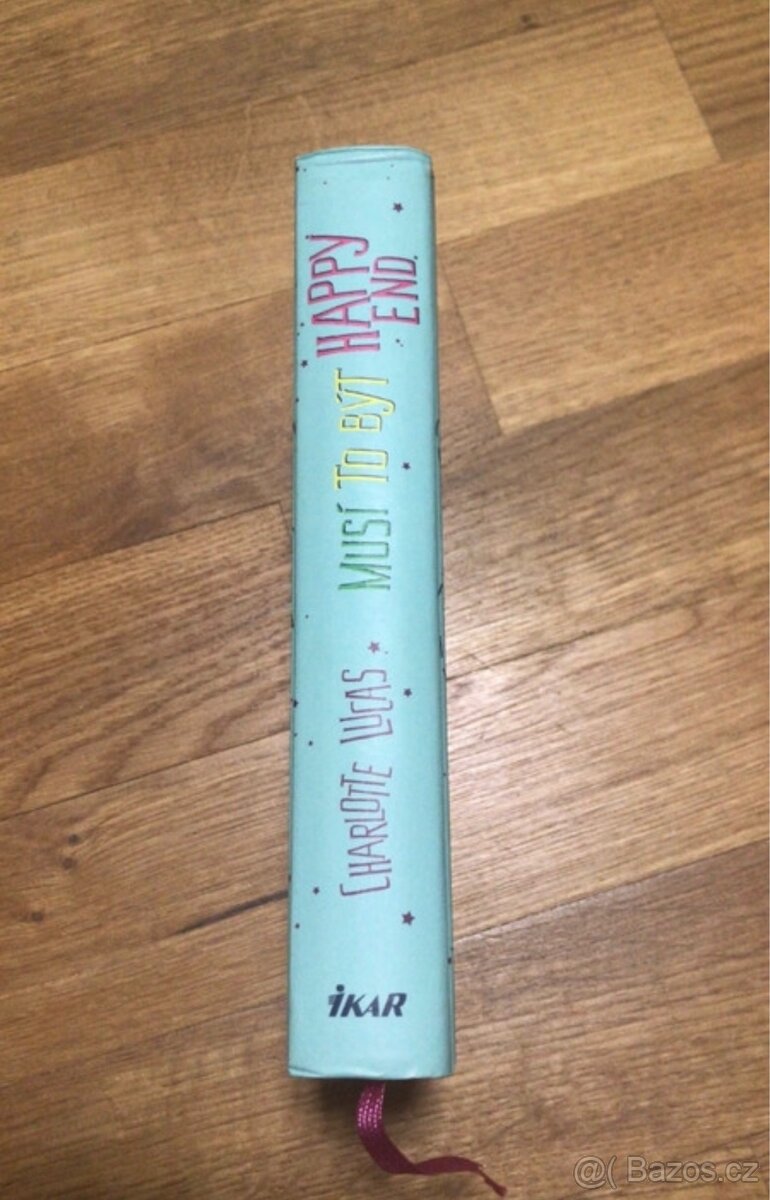 CHARLOTTE LUCAS
MUSÍ TO BÝT HAPPY
END.
IKAR
@( Bazos.cz